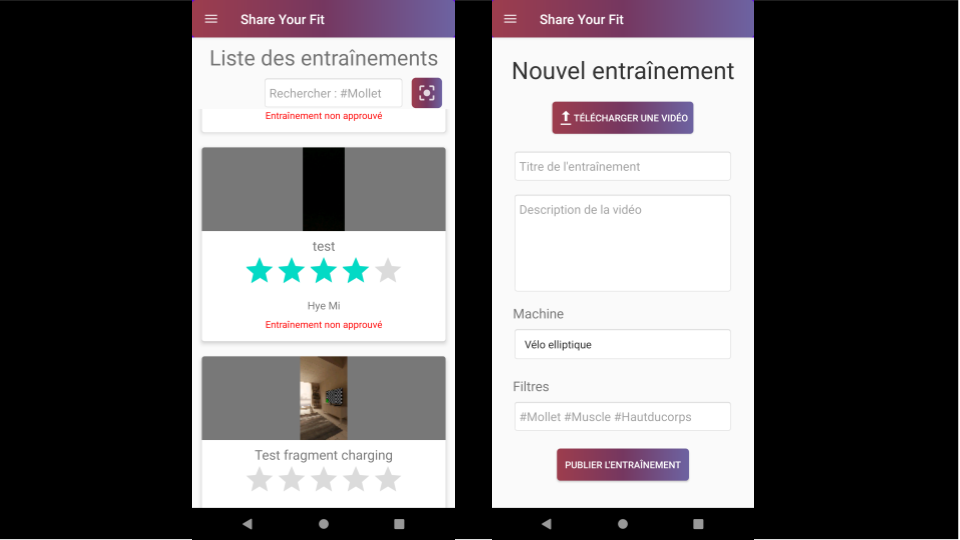 Share Your Fit
Liste des entraînements
Rechercher : #Mollet
Entraînement non approuvé
test
Hye Mi
Entraînement non approuvé
Test fragment charging
Share Your Fit
Nouvel entraînement
TÉLÉCHARGER UNE VIDÉO
Titre de l'entraînement
Description de la vidéo
Machine
Vélo elliptique
Filtres
#Mollet #Muscle #Hautducorps
PUBLIER L'ENTRAÎNEMENT